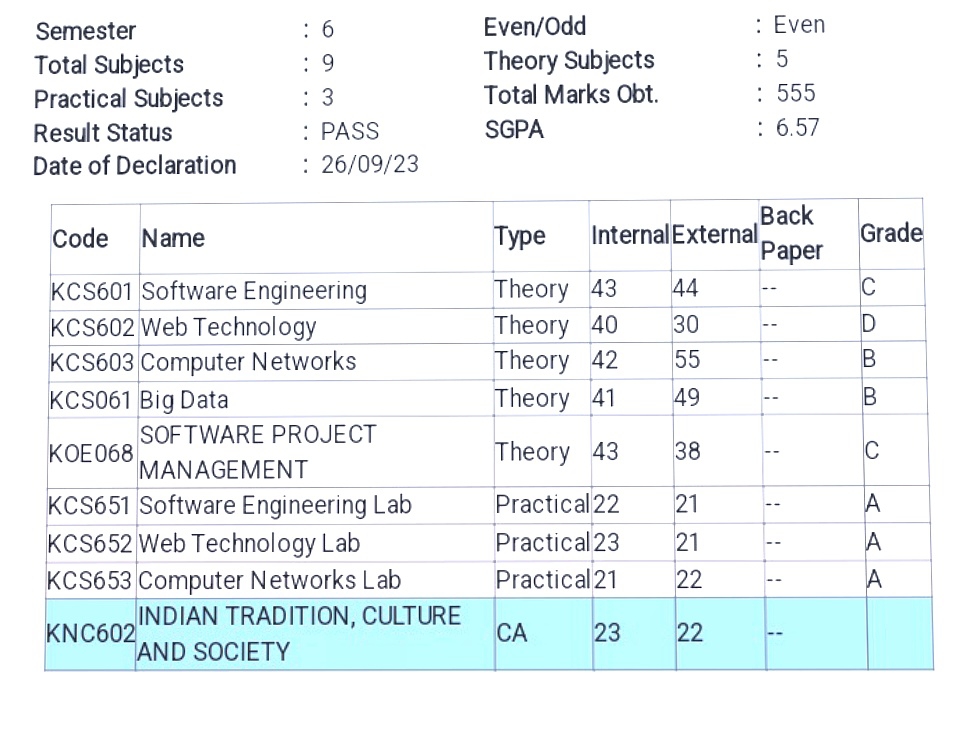 Semester : 6 Even/Odd : Even
Total Subjects : 9 Theory Subjects : 5
Practical Subjects : 3 Total Marks Obt. : 555
Result Status : PASS SGPA : 6.57
Date of Declaration : 26/09/23
Code Name Type Internal External Back Paper Grade
KCS601 Software Engineering Theory 43 44 -- C
KCS602 Web Technology Theory 40 30 -- D
KCS603 Computer Networks Theory 42 55 -- B
KCS061 Big Data Theory 41 49 -- B
KOE068 SOFTWARE PROJECT MANAGEMENT Theory 43 38 -- C
KCS651 Software Engineering Lab Practical 22 21 -- A
KCS652 Web Technology Lab Practical 23 21 -- A
KCS653 Computer Networks Lab Practical 21 22 -- A
KNC602 INDIAN TRADITION, CULTURE AND SOCIETY CA 23 22 --